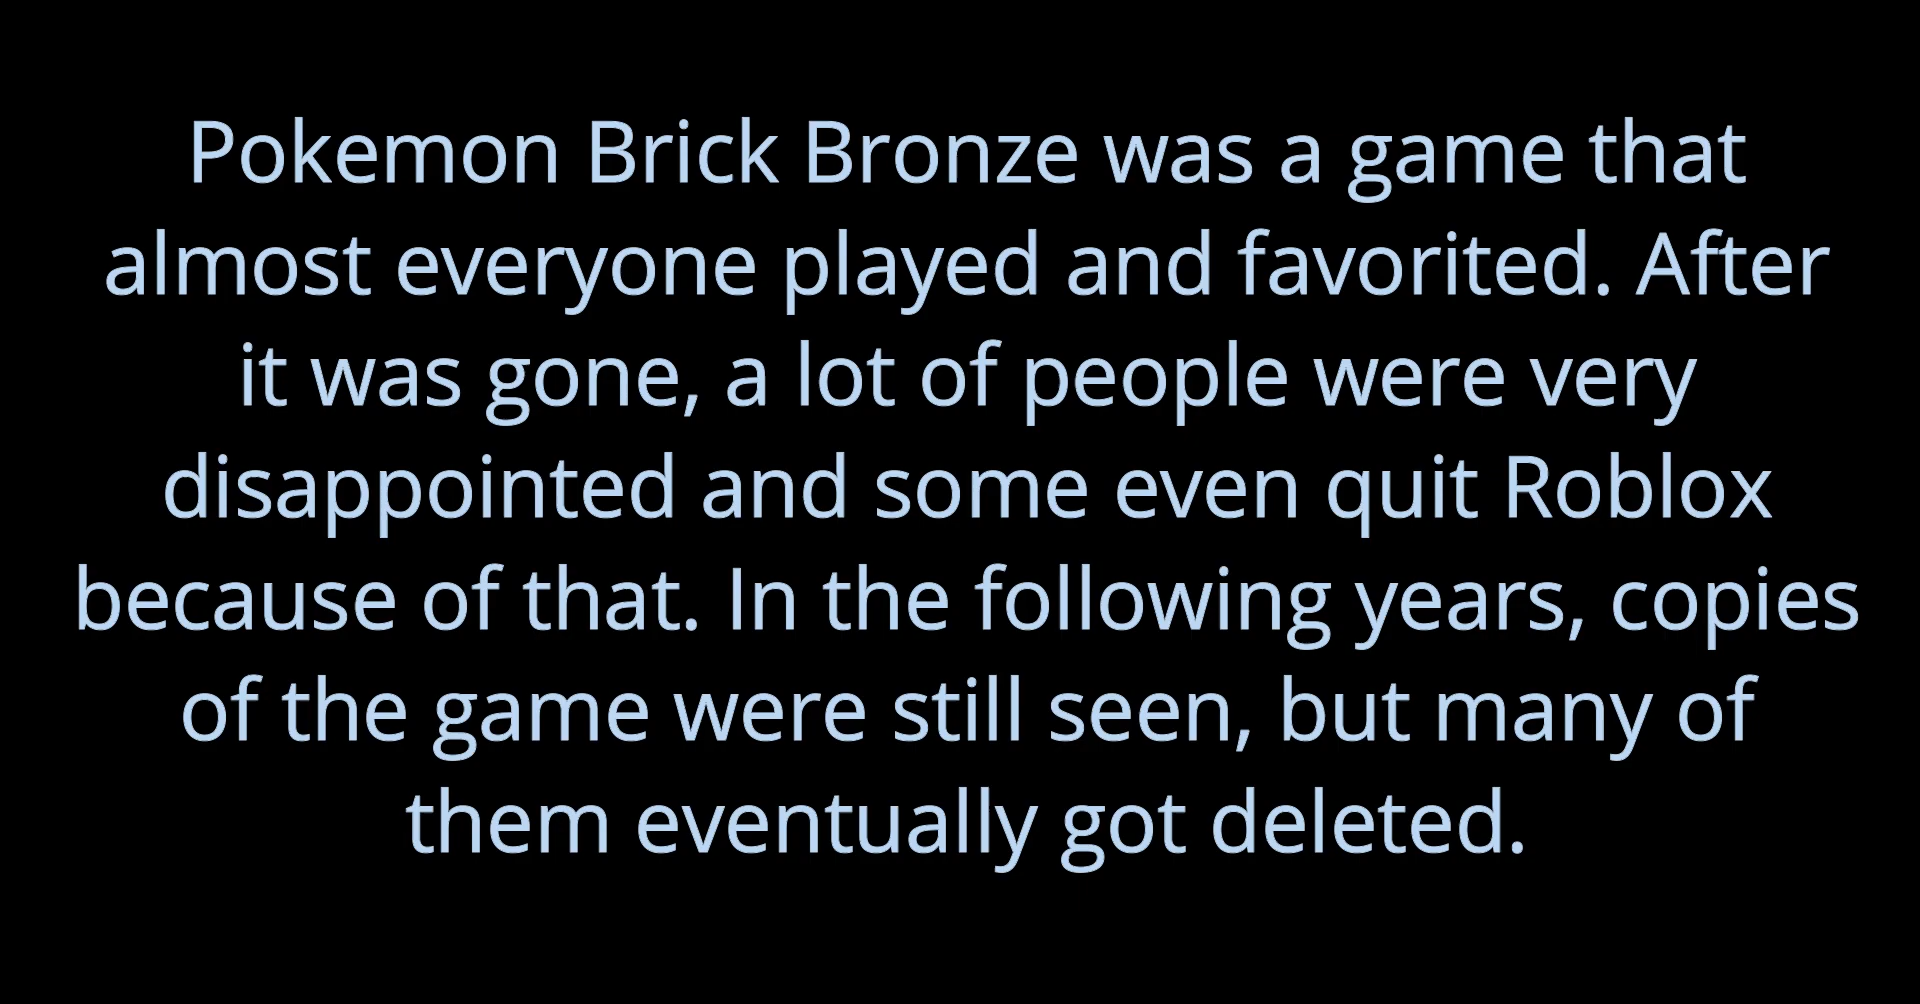 Pokemon Brick Bronze was a game that
almost everyone played and favorited. After
it was gone, a lot of people were very
disappointed and some even quit Roblox
because of that. In the following years, copies
of the game were still seen, but many of
them eventually got deleted.